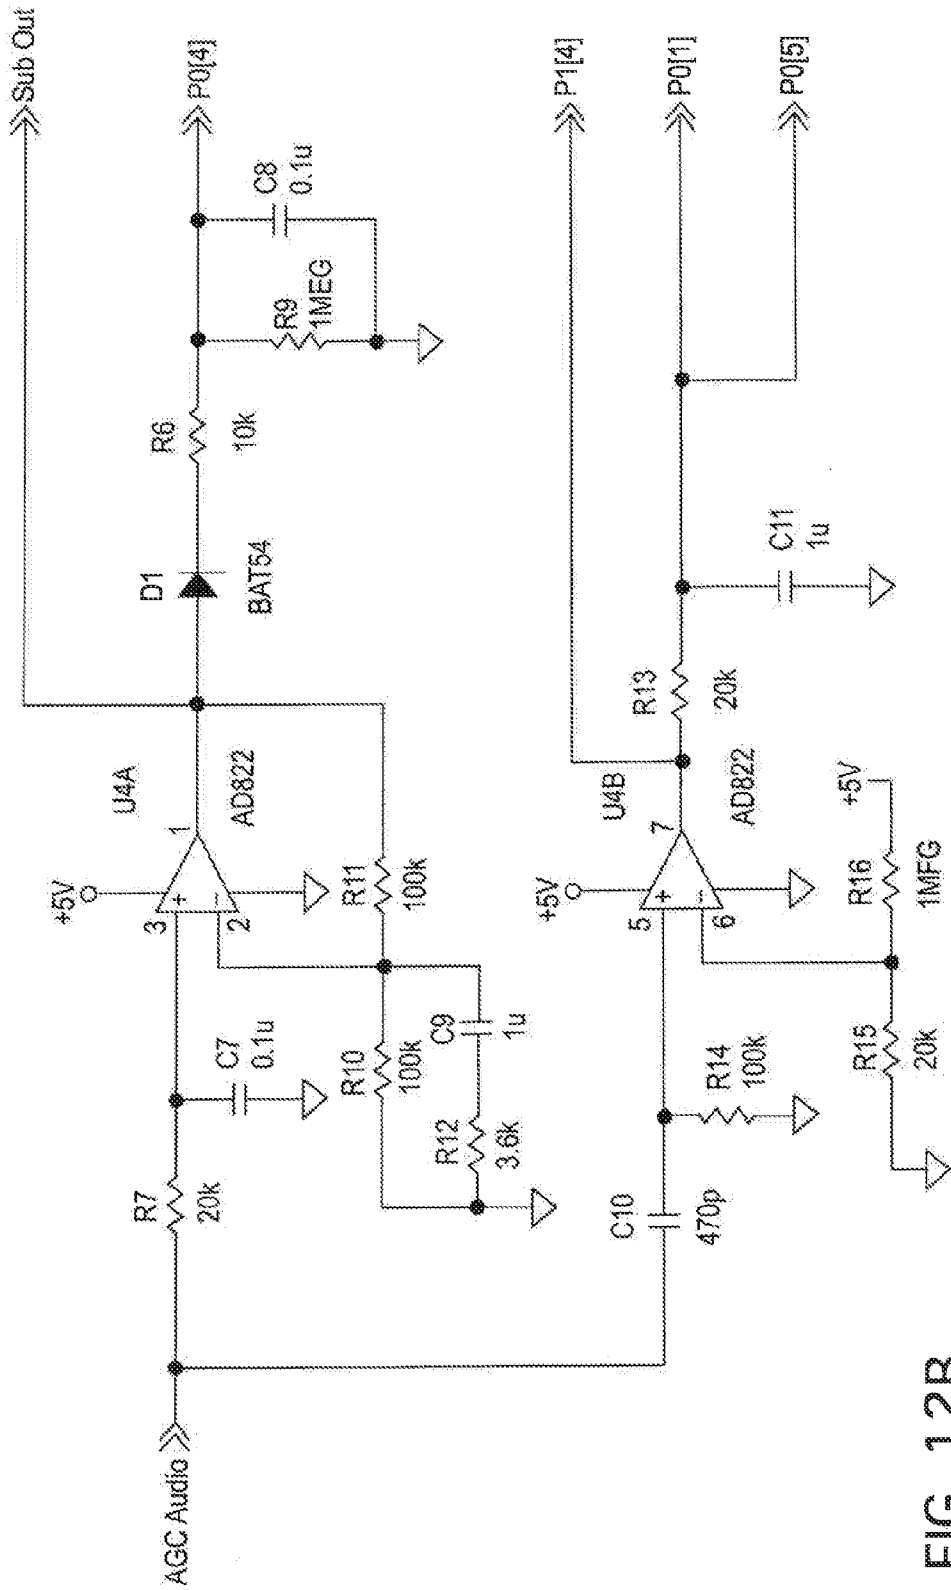 Sub Out
P0[4]
C8
0.1u
R9
1MEG
R6
10k
D1
BAT54
U4A
AD822
+5V
3
+
2
−
1
R11
100k
R7
20k
C7
0.1u
R10
100k
C9
1u
R12
3.6k
AGC Audio
P1[4]
P0[1]
P0[5]
C11
1u
R13
20k
U4B
AD822
+5V
5
+
6
−
7
+5V
R16
1MFG
R15
20k
R14
100k
C10
470p
FIG. 12B